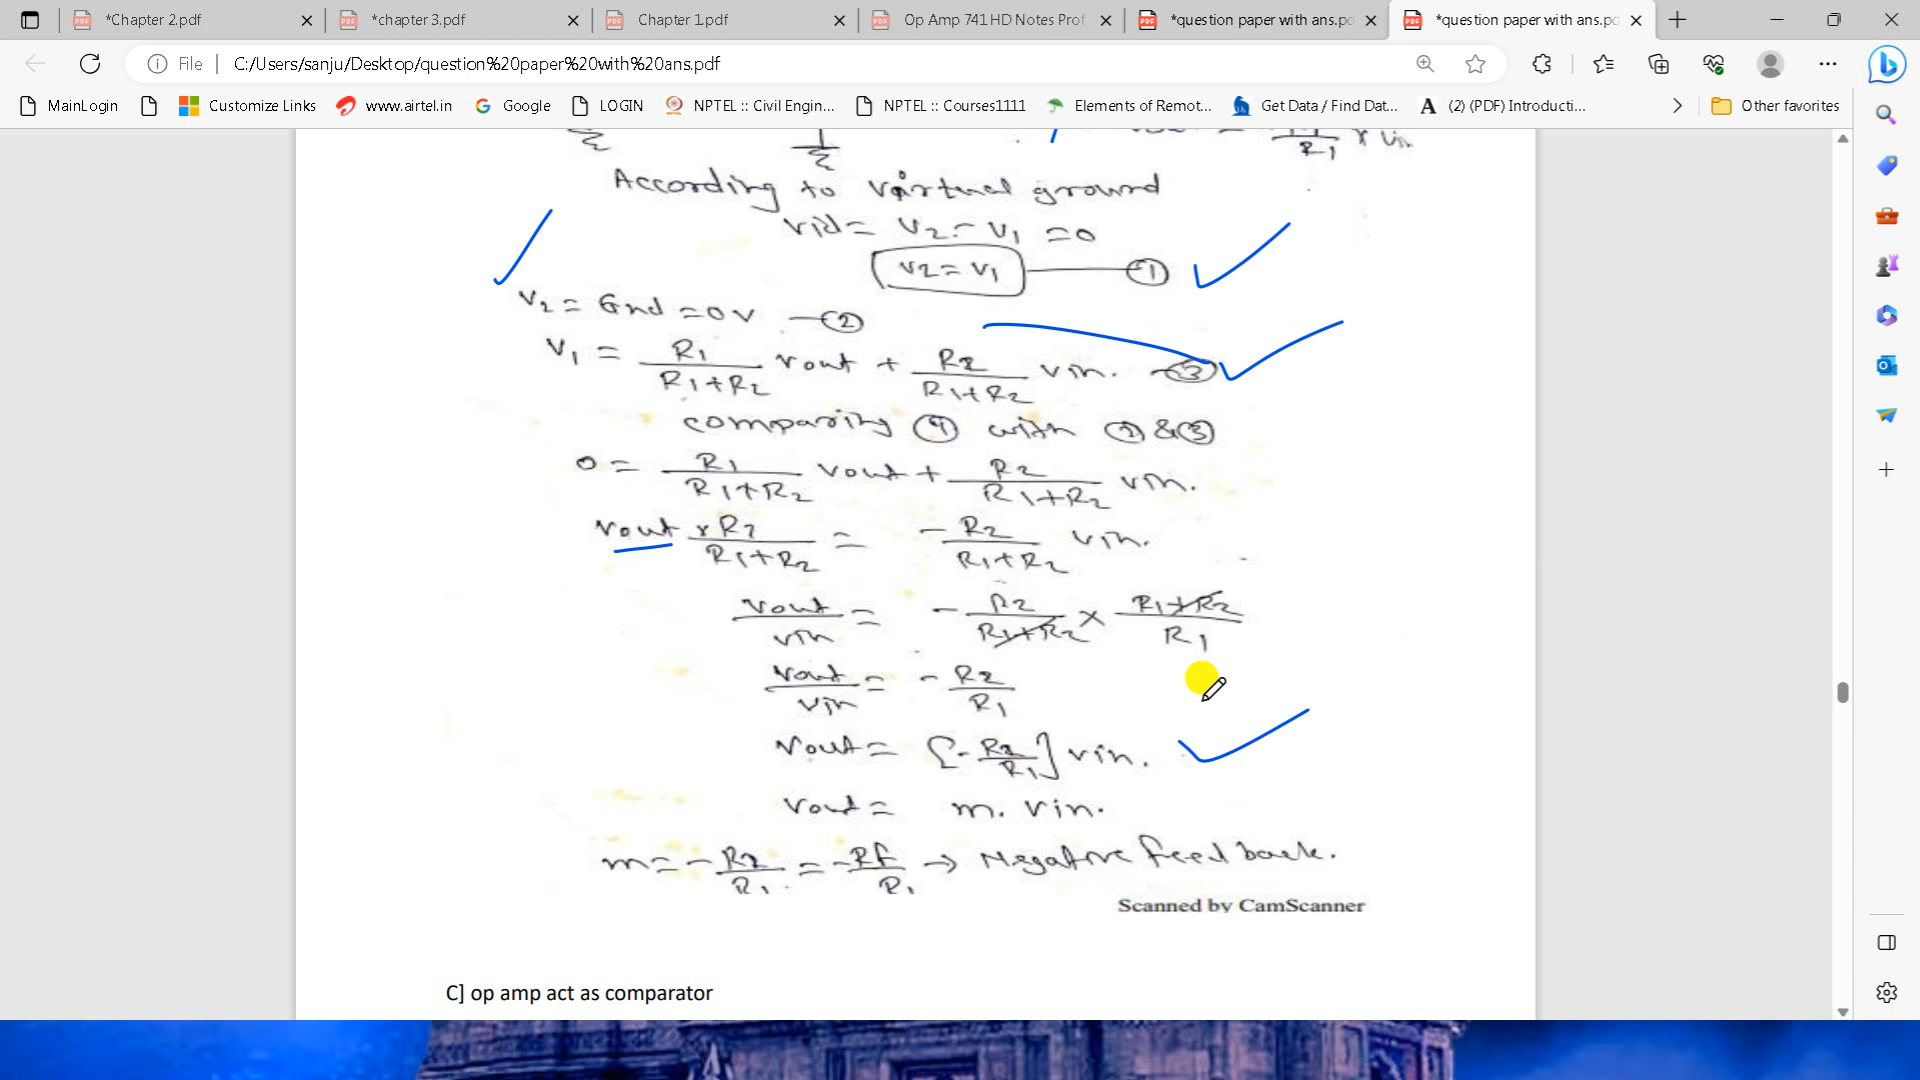 *Chapter 2.pdf
*chapter 3.pdf
Chapter 1.pdf
Op Amp 741 HD Notes Prof
*question paper with ans.pd
*question paper with ans.pd
File
C:/Users/sanju/Desktop/question%20paper%20with%20ans.pdf
MainLogin
Customize Links
www.airtel.in
Google
LOGIN
NPTEL :: Civil Engin...
NPTEL :: Courses1111
Elements of Remot...
Get Data / Find Dat...
(2) (PDF) Introducti...
Other favorites
R1 x Vin
According to virtual ground
Vid = V2 - V1 = 0
V2 = V1 — ①
V2 = Gnd = 0V — ②
V1 = R1/R1+R2 Vout + R2/R1+R2 Vin. — ③
comparing ① with ② & ③
0 = R1/R1+R2 Vout + R2/R1+R2 Vin.
Vout x R1/R1+R2 = - R2/R1+R2 Vin.
Vout/Vin = - R2/R1+R2 x R1+R2/R1
Vout/Vin = - R2/R1
Vout = [-R2/R1] Vin.
Vout = m. Vin.
m = -R2/R1 = -Rf/R1 → Negative feed back.
Scanned by CamScanner
C] op amp act as comparator